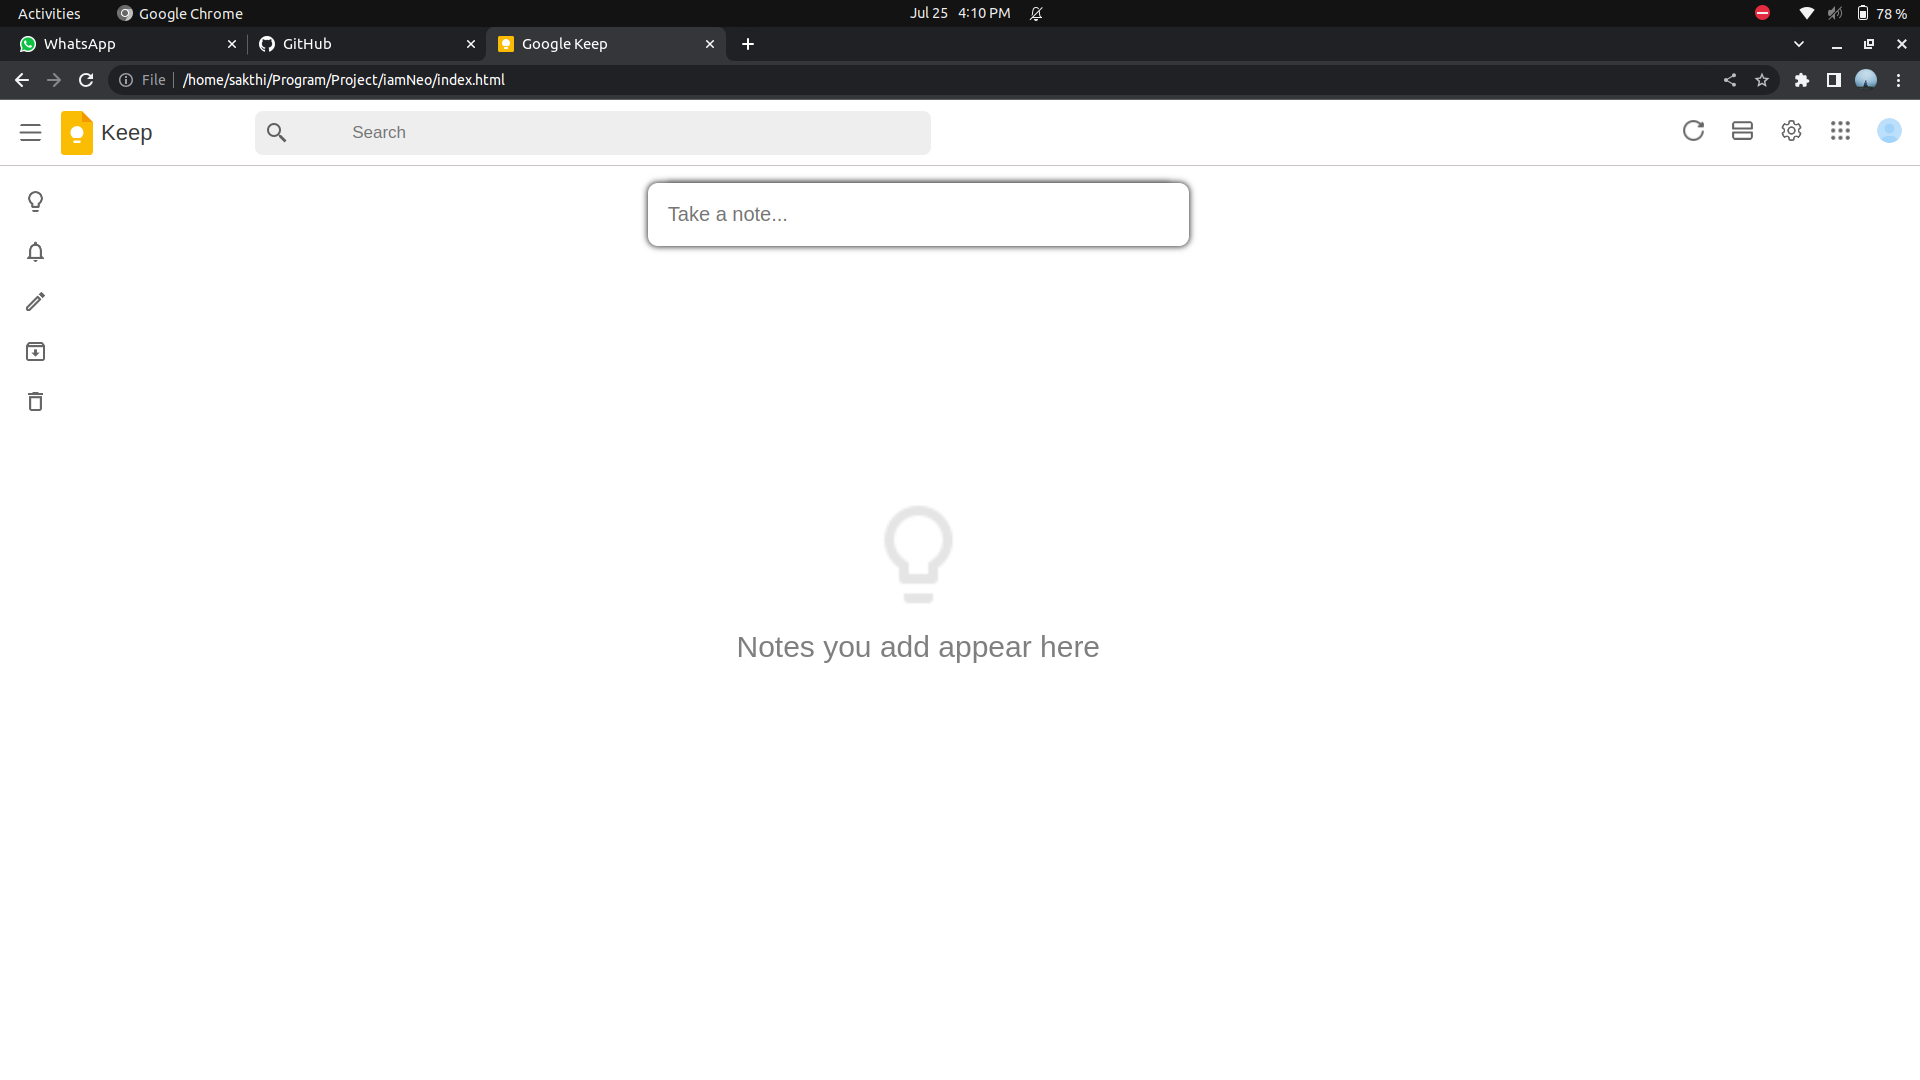 Activities Google Chrome Jul 25 4:10 PM 78 %
WhatsApp GitHub Google Keep
File /home/sakthi/Program/Project/iamNeo/index.html
Keep Search
Take a note...
Notes you add appear here